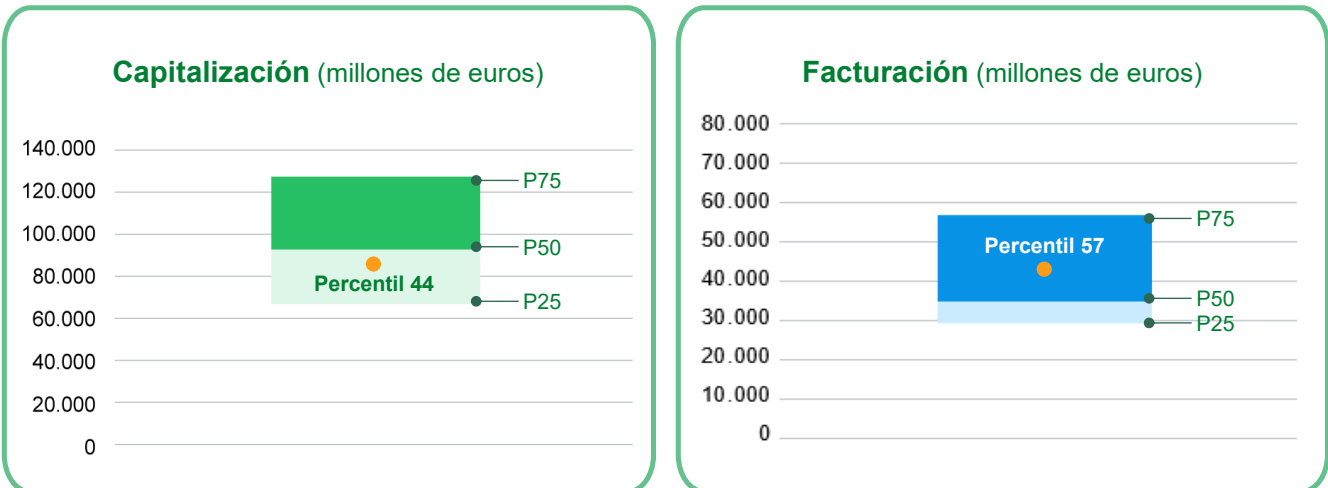 Capitalización (millones de euros)
140.000
120.000
100.000
80.000
60.000
40.000
20.000
0
P75
P50
Percentil 44
P25
Facturación (millones de euros)
80.000
70.000
60.000
50.000
40.000
30.000
20.000
10.000
0
P75
Percentil 57
P50
P25